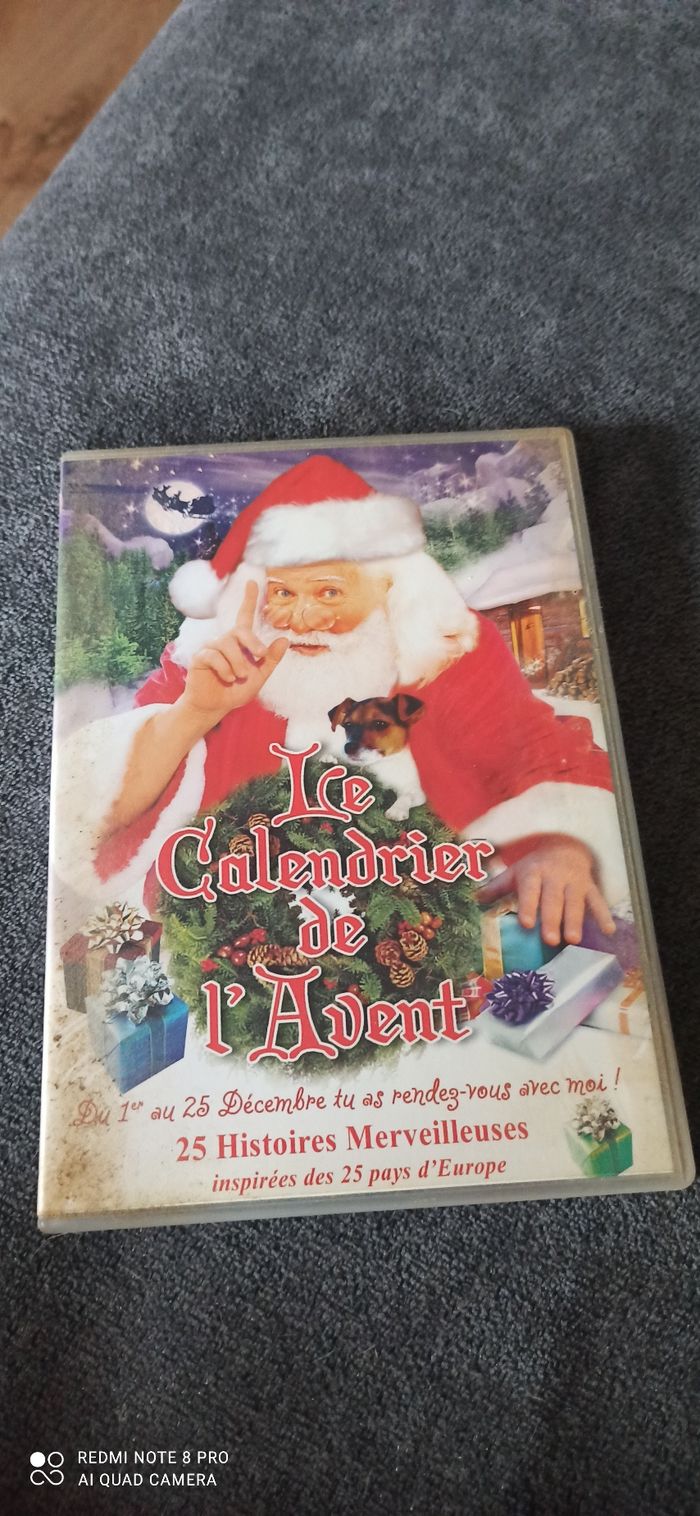 Le
Calendrier
de
l'Avent
Du 1er au 25 Décembre tu as rendez-vous avec moi !
25 Histoires Merveilleuses
inspirées des 25 pays d'Europe
REDMI NOTE 8 PRO
AI QUAD CAMERA